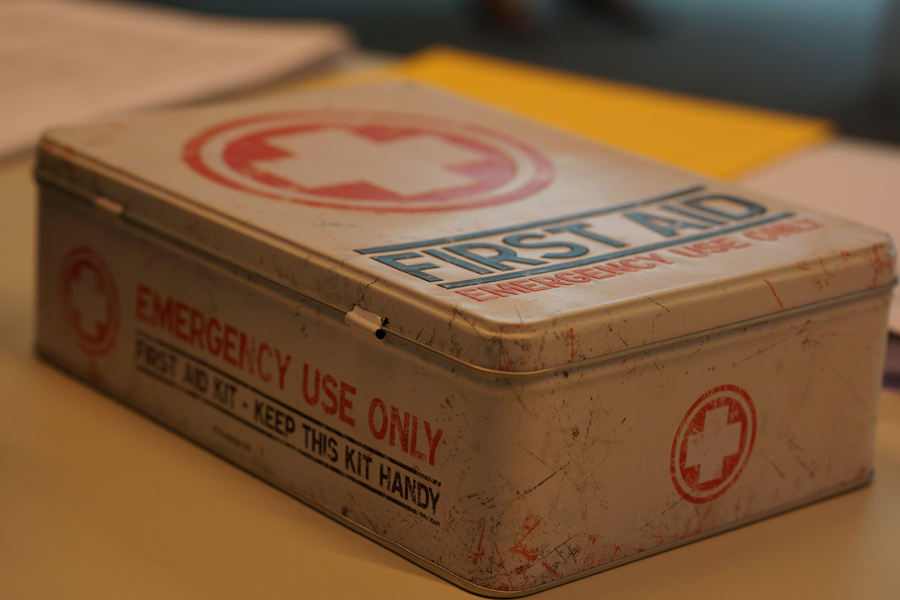 FIRST AID
EMERGENCY USE ONLY
EMERGENCY USE ONLY
FIRST AID KIT - KEEP THIS KIT HANDY